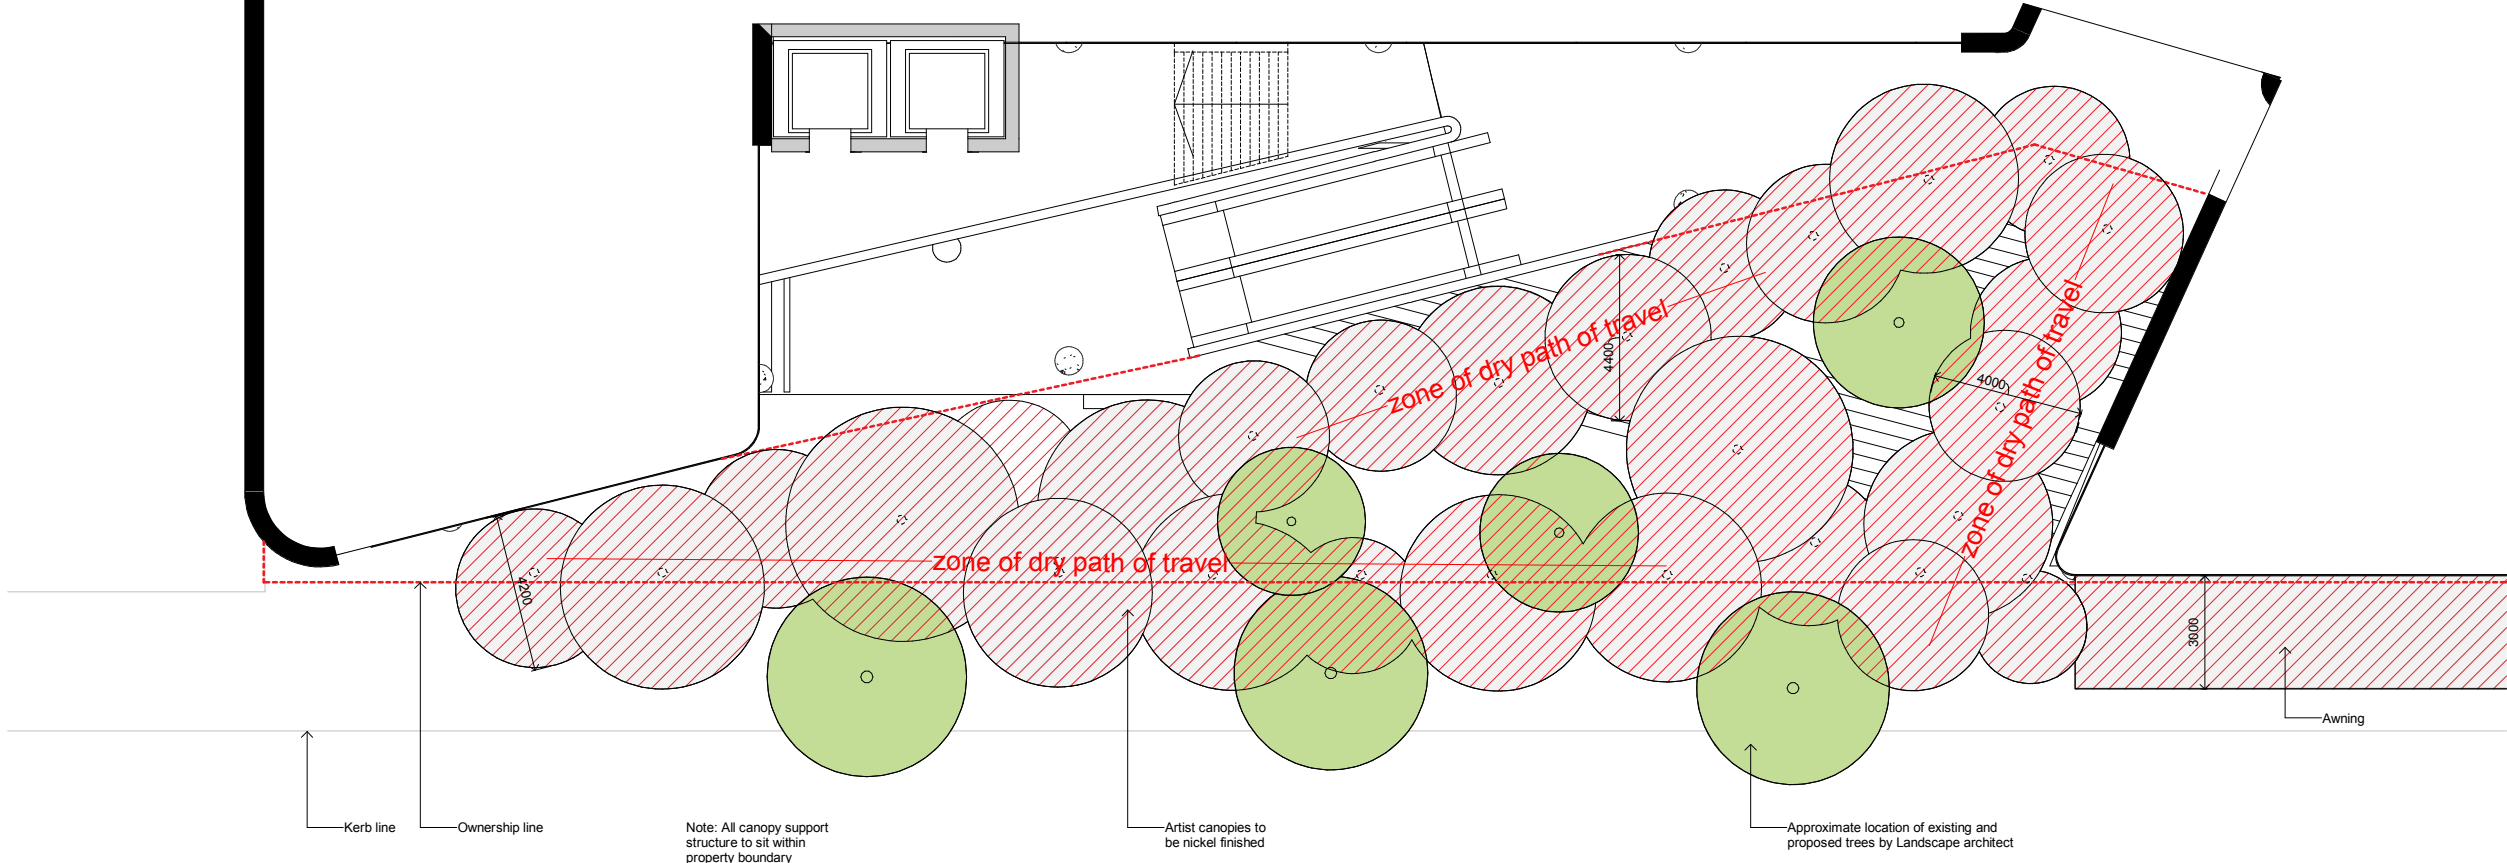 zone of dry path of travel
4400
4000
zone of dry path of travel
zone of dry path of travel
4200
3000
Awning
Kerb line
Ownership line
Note: All canopy support
structure to sit within
property boundary
Artist canopies to
be nickel finished
Approximate location of existing and
proposed trees by Landscape architect